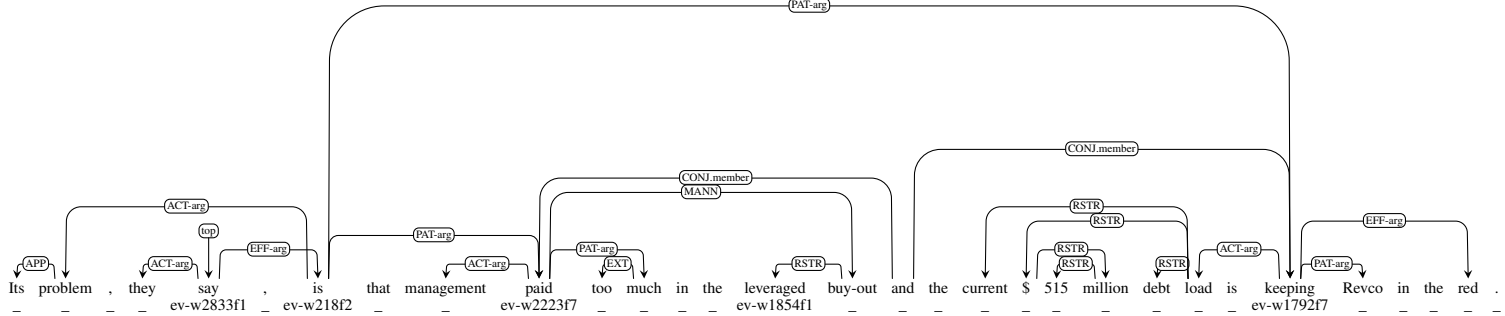 PAT-arg
CONJ.member
CONJ.member
MANN
ACT-arg RSTR
RSTR EFF-arg
top
PAT-arg
EFF-arg PAT-arg RSTR ACT-arg
APP ACT-arg ACT-arg EXT RSTR RSTR RSTR PAT-arg
Its problem , they say , is that management paid too much in the leveraged buy-out and the current $ 515 million debt load is keeping Revco in the red .
ev-w2833f1 ev-w218f2 ev-w2223f7 ev-w1854f1 ev-w1792f7
_ _ _ _ _ _ _ _ _ _ _ _ _ _ _ _ _ _ _ _ _ _ _ _ _ _